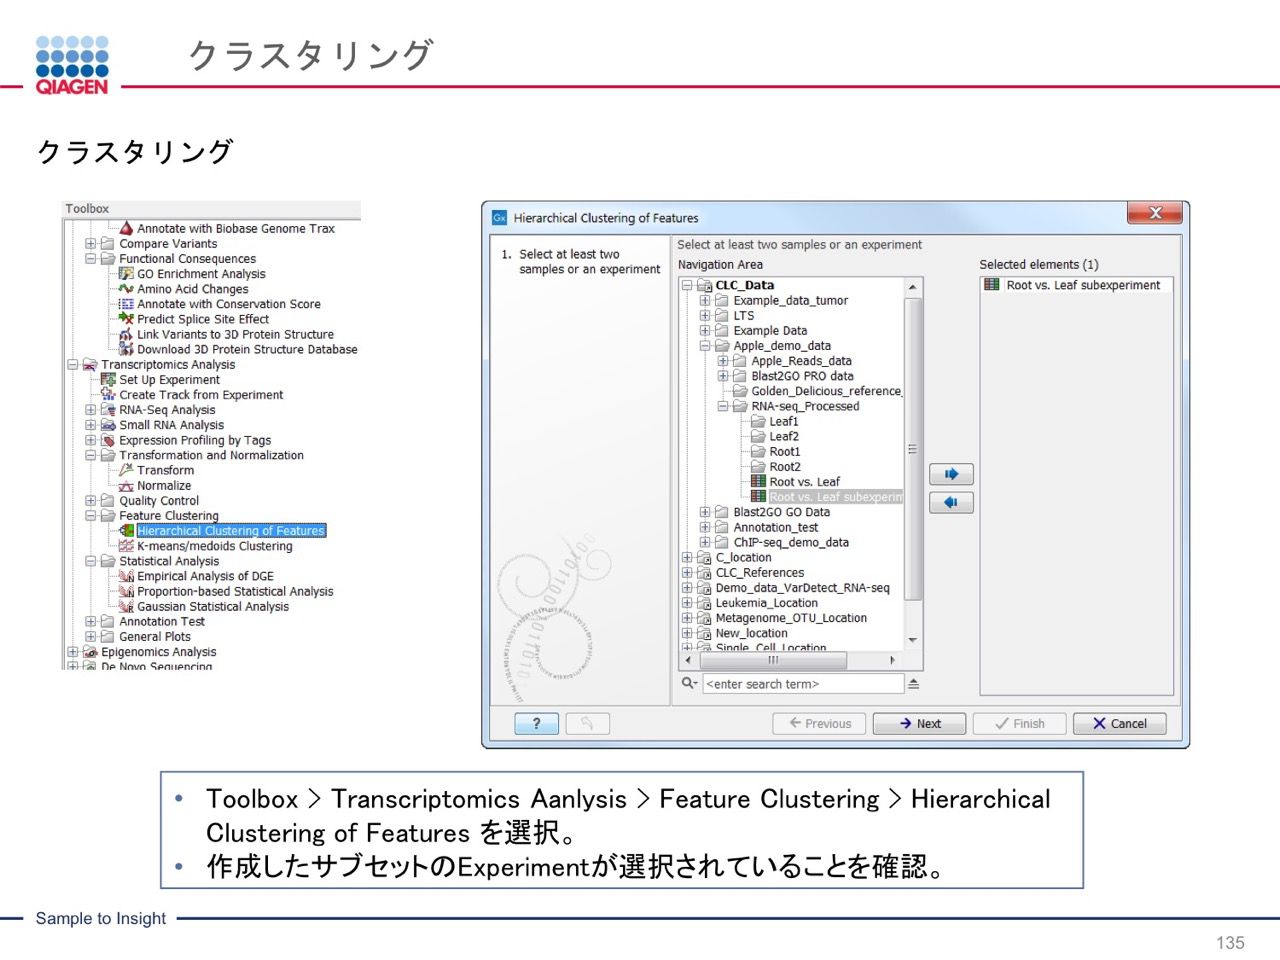 QIAGEN
クラスタリング
クラスタリング
Toolbox
Annotate with Biobase Genome Trax
Compare Variants
Functional Consequences
GO Enrichment Analysis
Amino Acid Changes
Annotate with Conservation Score
Predict Splice Site Effect
Link Variants to 3D Protein Structure
Download 3D Protein Structure Database
Transcriptomics Analysis
Set Up Experiment
Create Track from Experiment
RNA-Seq Analysis
Small RNA Analysis
Expression Profiling by Tags
Transformation and Normalization
Transform
Normalize
Quality Control
Feature Clustering
Hierarchical Clustering of Features
K-means/medoids Clustering
Statistical Analysis
Empirical Analysis of DGE
Proportion-based Statistical Analysis
Gaussian Statistical Analysis
Annotation Test
General Plots
Epigenomics Analysis
De Novo Sequencing
Gx Hierarchical Clustering of Features
1. Select at least two
samples or an experiment
Select at least two samples or an experiment
Navigation Area
CLC_Data
Example_data_tumor
LTS
Example Data
Apple_demo_data
Apple_Reads_data
Blast2GO PRO data
Golden_Delicious_reference_
RNA-seq_Processed
Leaf1
Leaf2
Root1
Root2
Root vs. Leaf
Root vs. Leaf subexperim
Blast2GO GO Data
Annotation_test
ChIP-seq_demo_data
C_location
CLC_References
Demo_data_VarDetect_RNA-seq
Leukemia_Location
Metagenome_OTU_Location
New_location
Single_Cell_Location
<enter search term>
Selected elements (1)
Root vs. Leaf subexperiment
?
Previous
Next
Finish
Cancel
• Toolbox > Transcriptomics Aanlysis > Feature Clustering > Hierarchical
Clustering of Features を選択。
• 作成したサブセットのExperimentが選択されていることを確認。
Sample to Insight
135